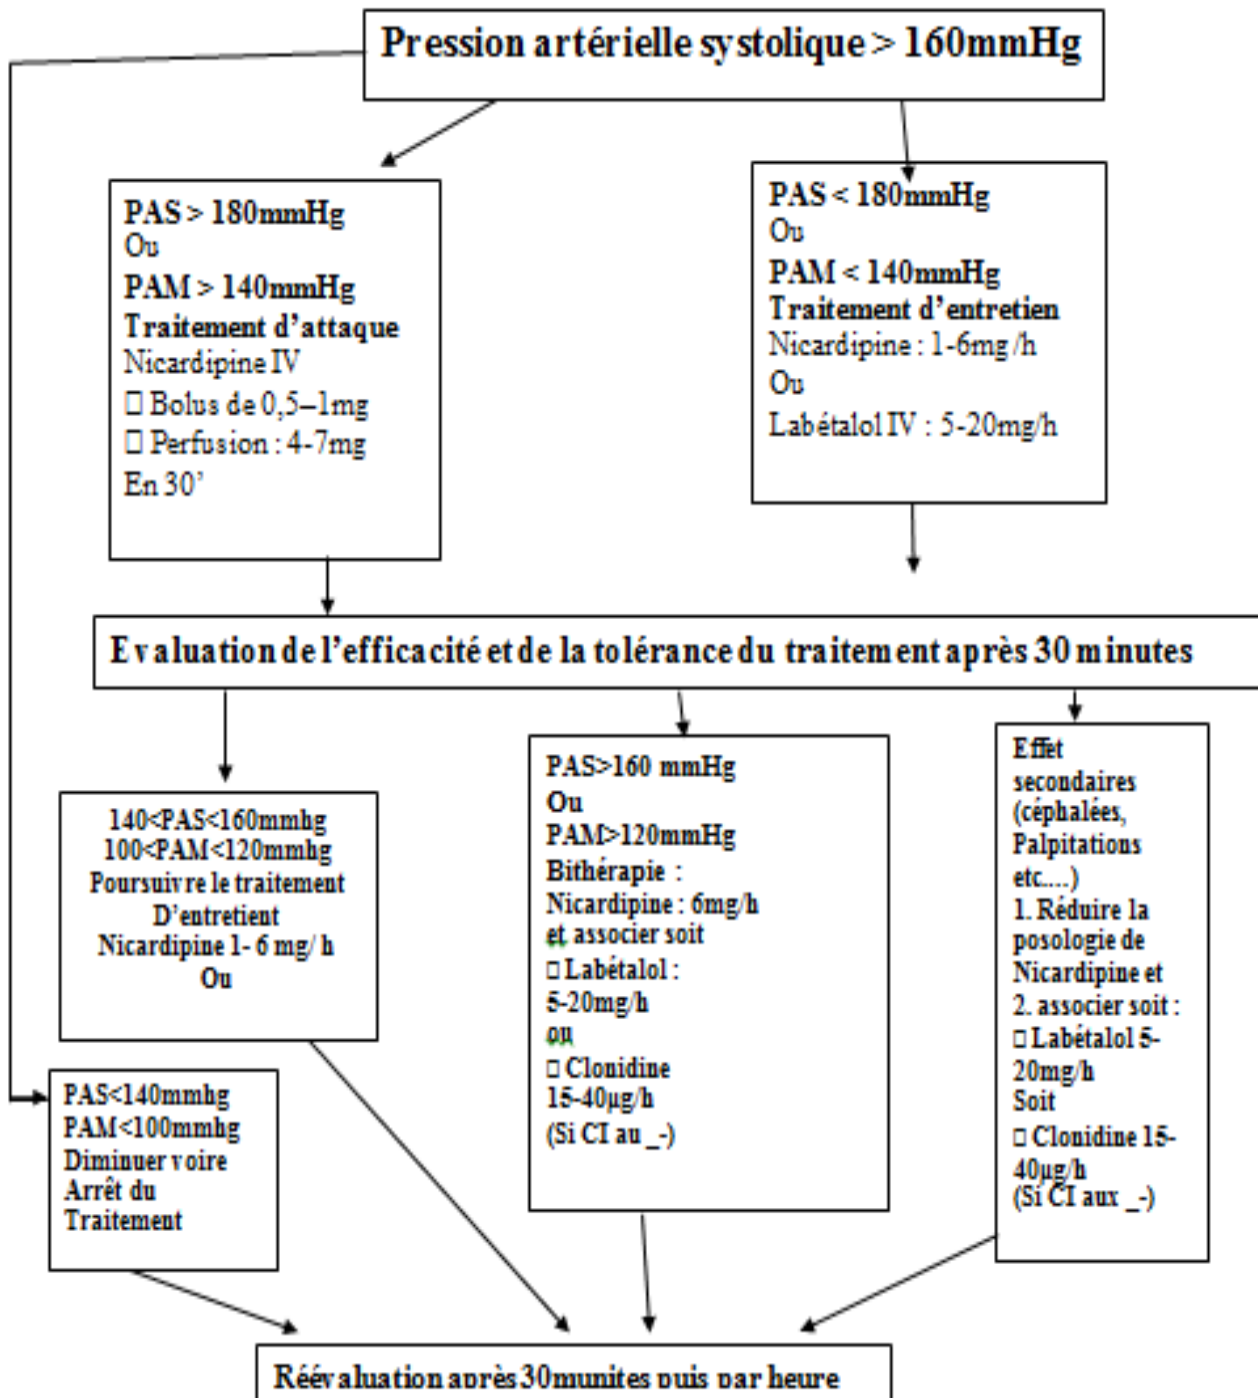 Pression artérielle systolique > 160mmHg
PAS > 180mmHg
Ou
PAM > 140mmHg
Traitement d’attaque
Nicardipine IV
□ Bolus de 0,5–1mg
□ Perfusion : 4-7mg
En 30’
PAS < 180mmHg
Ou
PAM < 140mmHg
Traitement d’entretien
Nicardipine : 1-6mg/h
Ou
Labétalol IV : 5-20mg/h
Evaluation de l’efficacité et de la tolérance du traitement après 30 minutes
140<PAS<160mmhg
100<PAM<120mmhg
Poursuivre le traitement
D’entretient
Nicardipine 1- 6 mg/ h
Ou
PAS>160 mmHg
Ou
PAM>120mmHg
Bithérapie :
Nicardipine : 6mg/h
et associer soit
□ Labétalol :
5-20mg/h
ou
□ Clonidine
15-40µg/h
(Si CI au _-)
Effet
secondaires
(céphalées,
Palpitations
etc.…)
1. Réduire la
posologie de
Nicardipine et
2. associer soit :
□ Labétalol 5-
20mg/h
Soit
□ Clonidine 15-
40µg/h
(Si CI aux _-)
PAS<140mmhg
PAM<100mmhg
Diminuer voire
Arrêt du
Traitement
Réévaluation après 30munites puis par heure